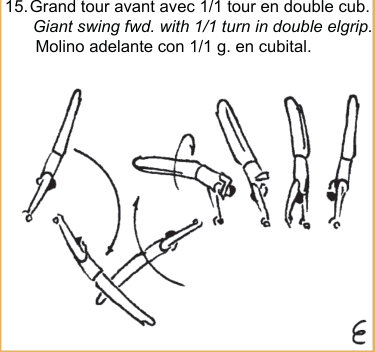 15. Grand tour avant avec 1/1 tour en double cub.
Giant swing fwd. with 1/1 turn in double elgrip.
Molino adelante con 1/1 g. en cubital.